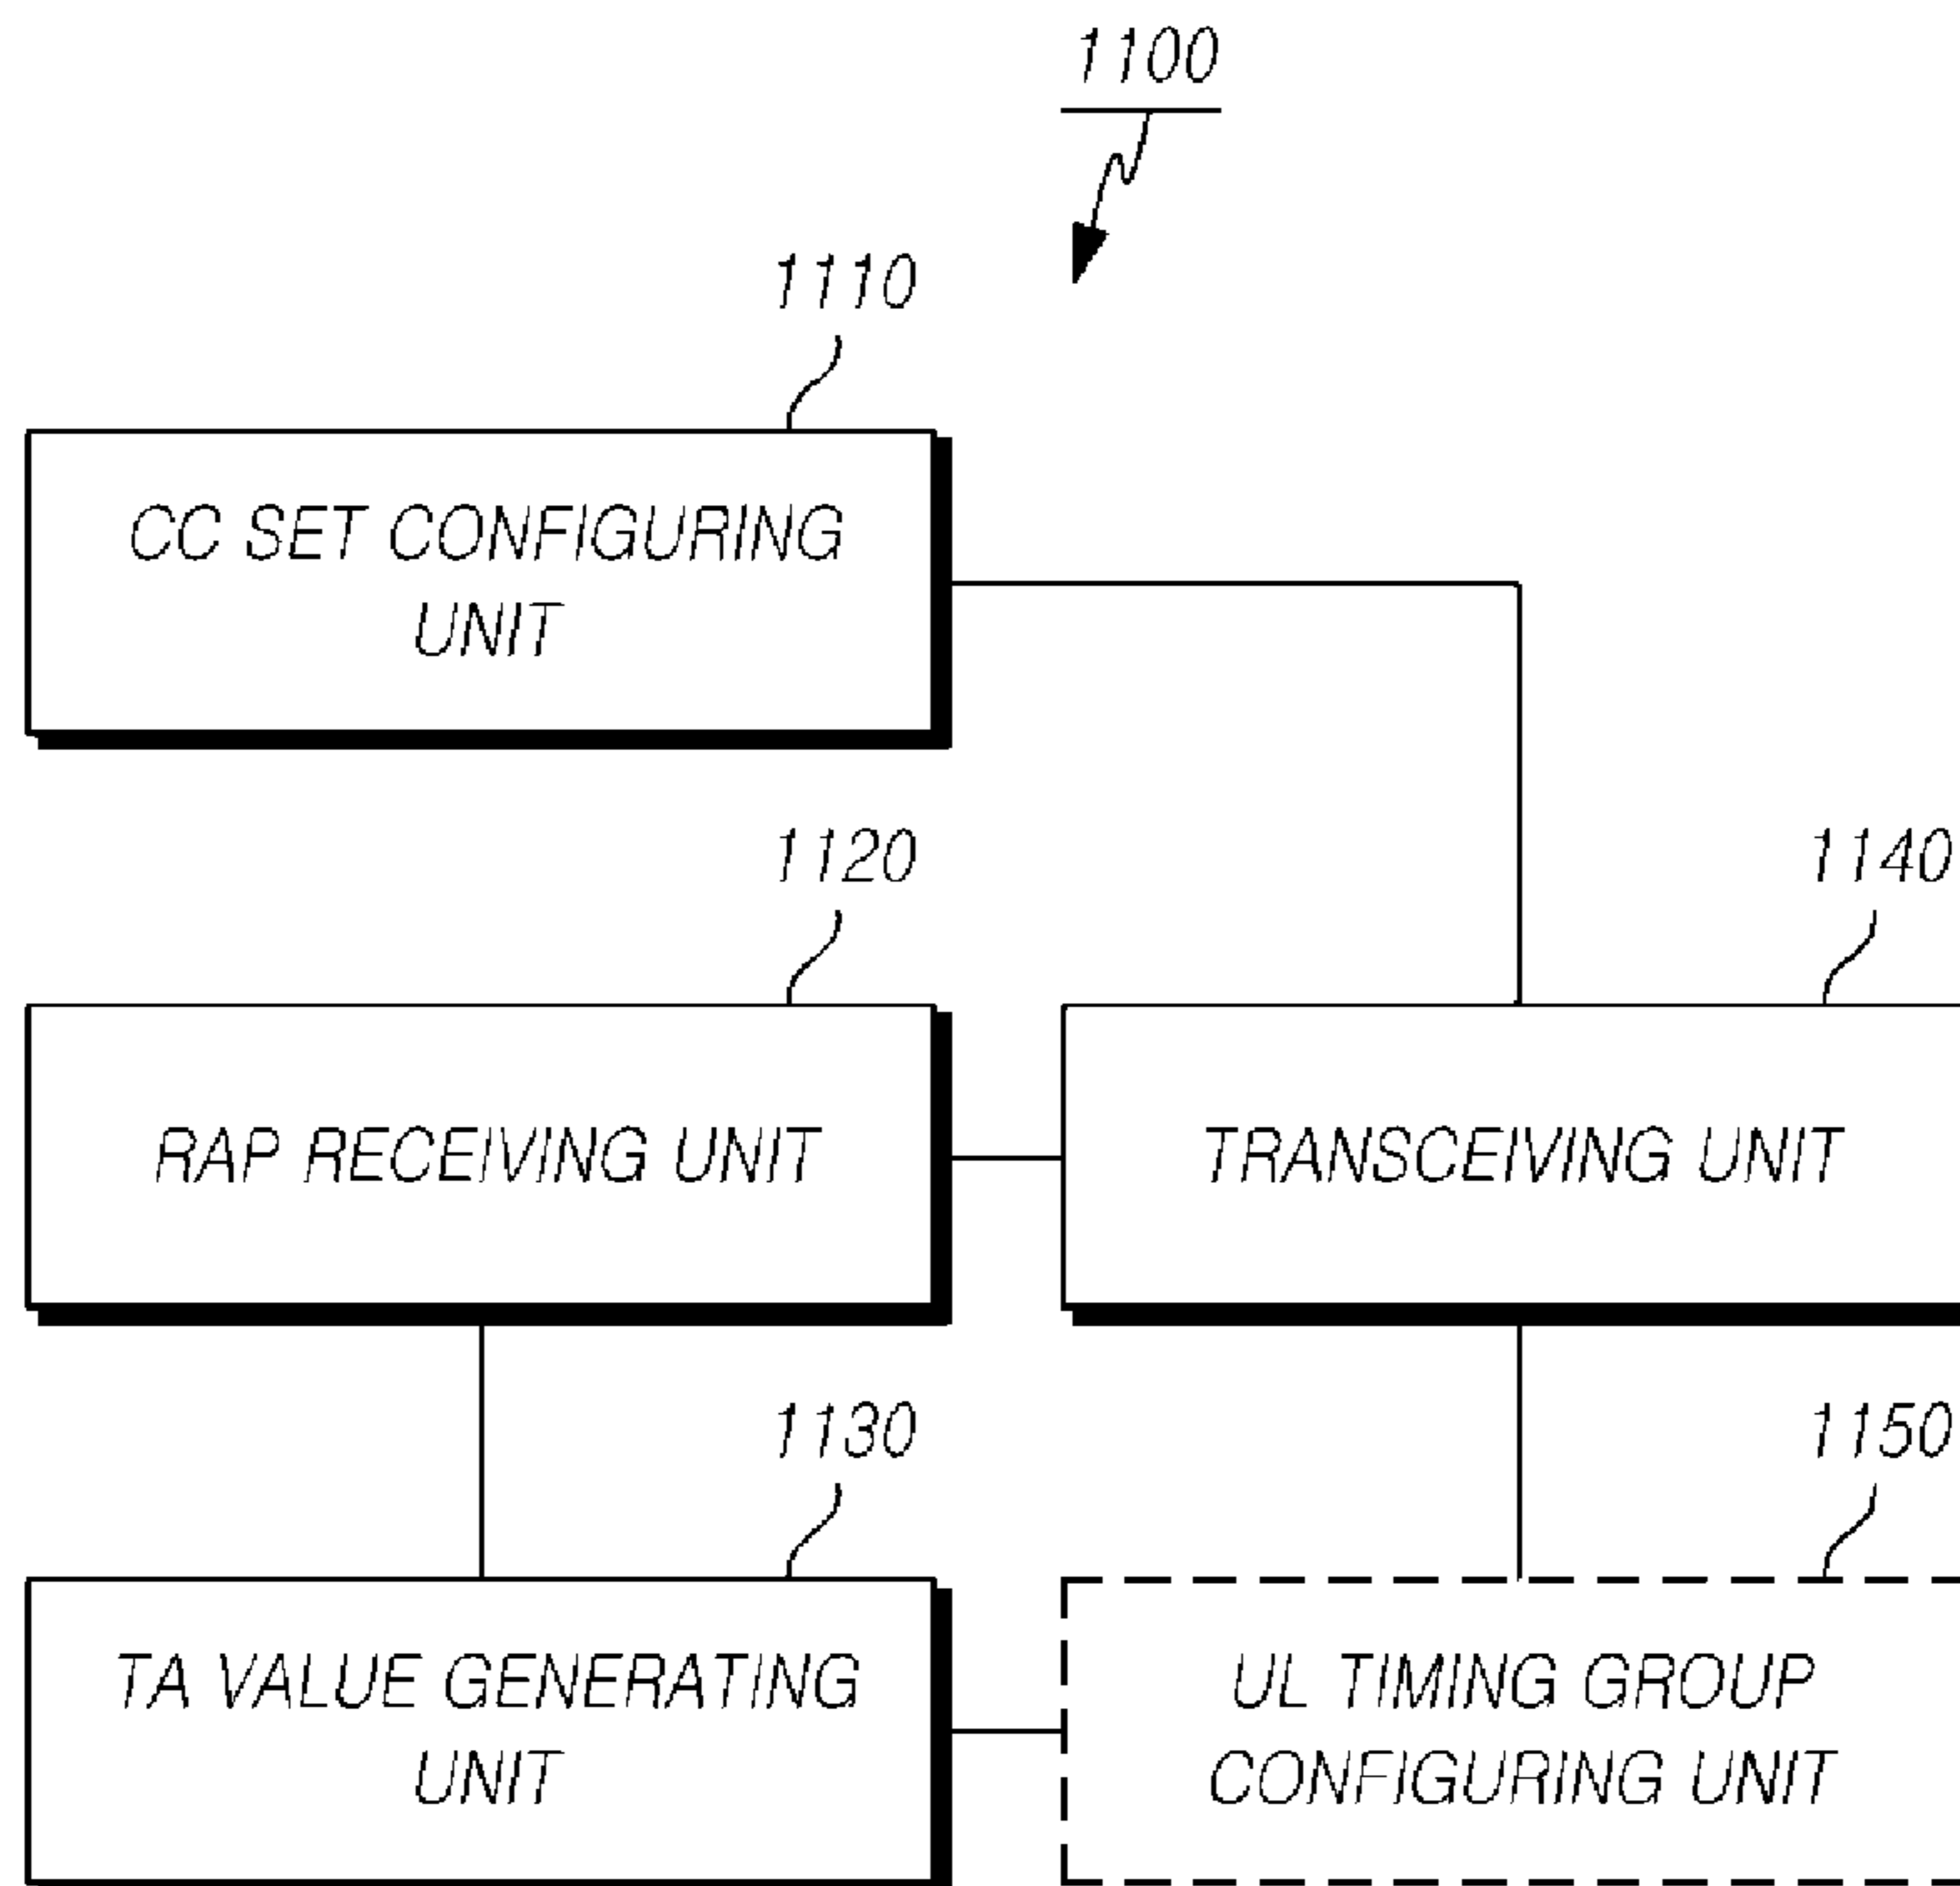 1100
1110
CC SET CONFIGURING
UNIT
1120
1140
RAP RECEIVING UNIT
TRANSCEIVING UNIT
1130
1150
TA VALUE GENERATING
UNIT
UL TIMING GROUP
CONFIGURING UNIT